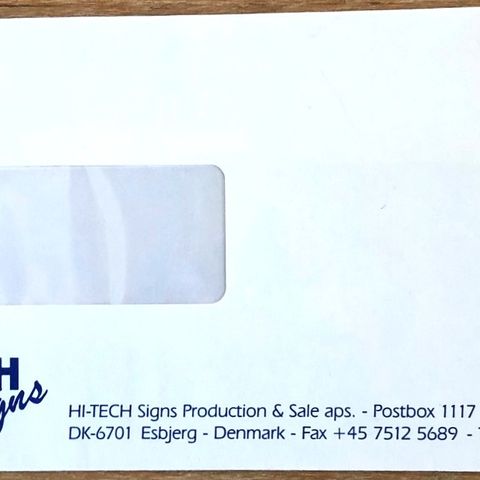 H
gns
HI-TECH Signs Production & Sale aps. - Postbox 1117
DK-6701 Esbjerg - Denmark - Fax +45 7512 5689 -